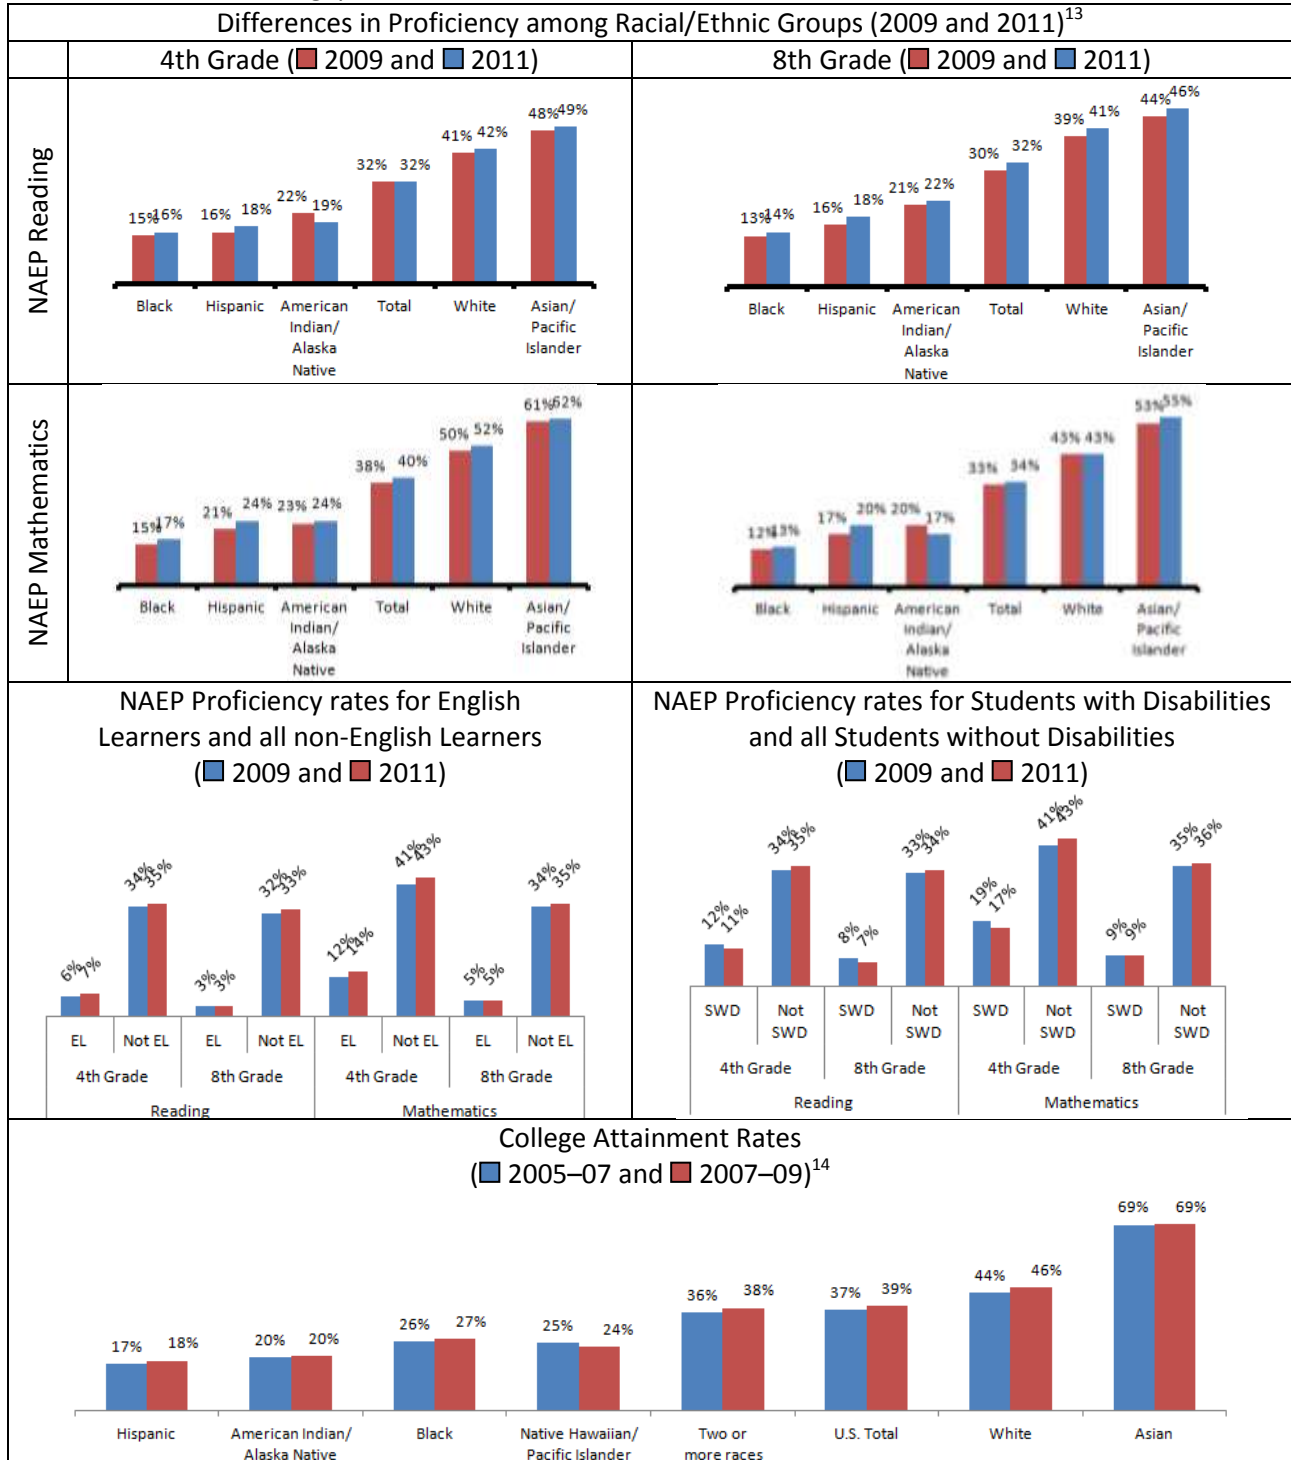 Differences in Proficiency among Racial/Ethnic Groups (2009 and 2011)13
4th Grade (■ 2009 and ■ 2011)
8th Grade (■ 2009 and ■ 2011)
NAEP Reading
15% 16% 16% 18% 22% 19% 32% 32% 41% 42% 48% 49%
Black Hispanic American Total White Asian/
Indian/ Pacific
Alaska Islander
Native
13% 14% 16% 18% 21% 22% 30% 32% 39% 41% 44% 46%
Black Hispanic American Total White Asian/
Indian/ Pacific
Alaska Islander
Native
NAEP Mathematics
15% 17% 21% 24% 23% 24% 38% 40% 50% 52% 61% 62%
Black Hispanic American Total White Asian/
Indian/ Pacific
Alaska Islander
Native
12% 13% 17% 20% 20% 17% 33% 34% 43% 43% 53% 55%
Black Hispanic American Total White Asian/
Indian/ Pacific
Alaska Islander
Native
NAEP Proficiency rates for English
Learners and all non-English Learners
(■ 2009 and ■ 2011)
6% 7% 34% 35% 3% 3% 32% 33% 12% 14% 41% 43% 5% 5% 34% 35%
EL Not EL EL Not EL EL Not EL EL Not EL
4th Grade 8th Grade 4th Grade 8th Grade
Reading Mathematics
NAEP Proficiency rates for Students with Disabilities
and all Students without Disabilities
(■ 2009 and ■ 2011)
12% 11% 34% 35% 8% 7% 33% 34% 19% 17% 41% 43% 9% 9% 35% 36%
SWD Not SWD Not SWD Not SWD Not
SWD SWD SWD SWD
4th Grade 8th Grade 4th Grade 8th Grade
Reading Mathematics
College Attainment Rates
(■ 2005–07 and ■ 2007–09)14
17% 18% 20% 20% 26% 27% 25% 24% 36% 38% 37% 39% 44% 46% 69% 69%
Hispanic American Indian/ Black Native Hawaiian/ Two or U.S. Total White Asian
Alaska Native Pacific Islander more races